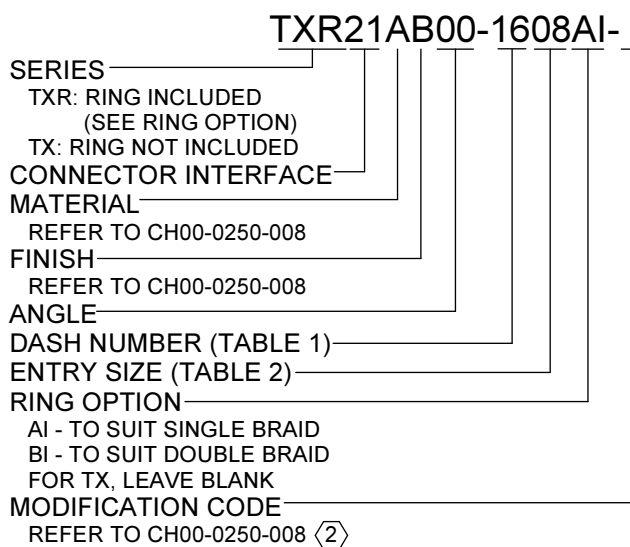 TXR21AB00-1608AI-
SERIES
TXR: RING INCLUDED
(SEE RING OPTION)
TX: RING NOT INCLUDED
CONNECTOR INTERFACE
MATERIAL
REFER TO CH00-0250-008
FINISH
REFER TO CH00-0250-008
ANGLE
DASH NUMBER (TABLE 1)
ENTRY SIZE (TABLE 2)
RING OPTION
AI - TO SUIT SINGLE BRAID
BI - TO SUIT DOUBLE BRAID
FOR TX, LEAVE BLANK
MODIFICATION CODE
REFER TO CH00-0250-008 2